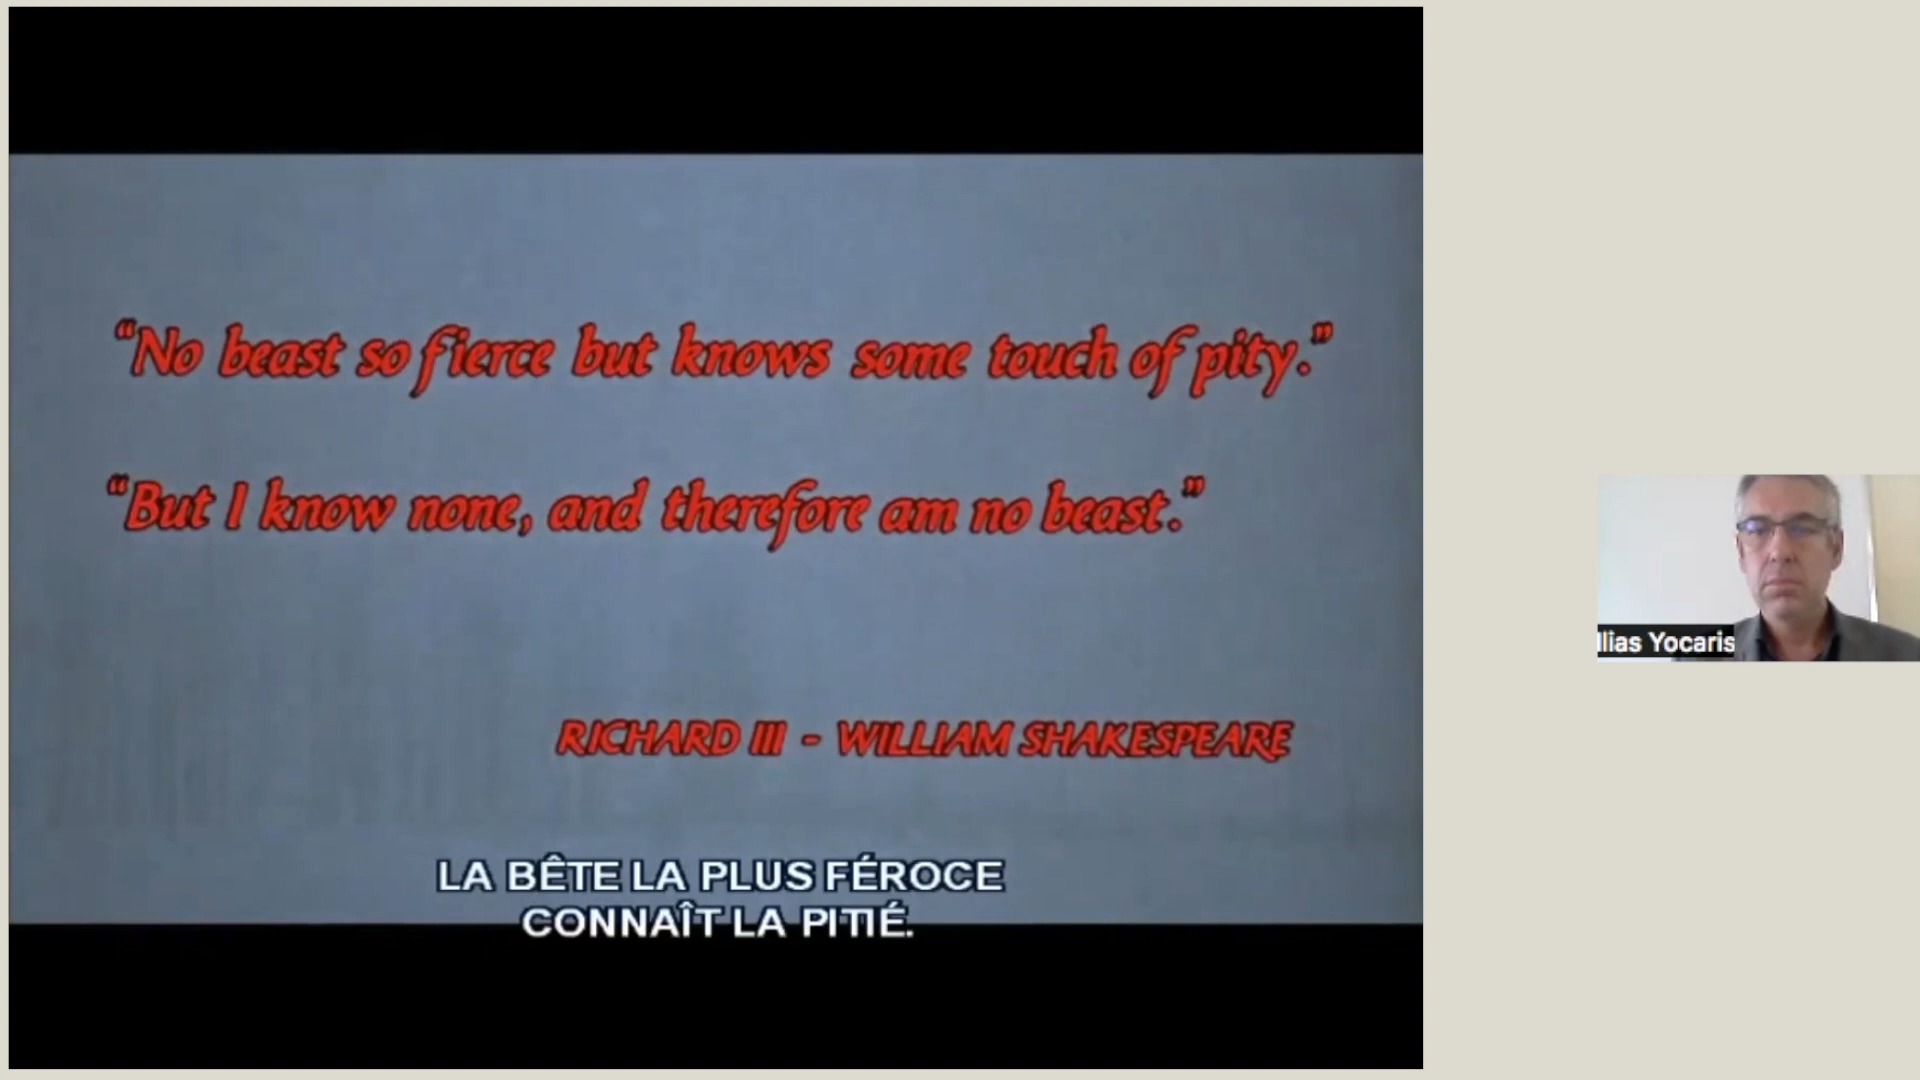 “No beast so fierce but knows some touch of pity.”
“But I know none, and therefore am no beast.”
RICHARD III - WILLIAM SHAKESPEARE
LA BÊTE LA PLUS FÉROCE
CONNAÎT LA PITIÉ.
Ilias Yocaris